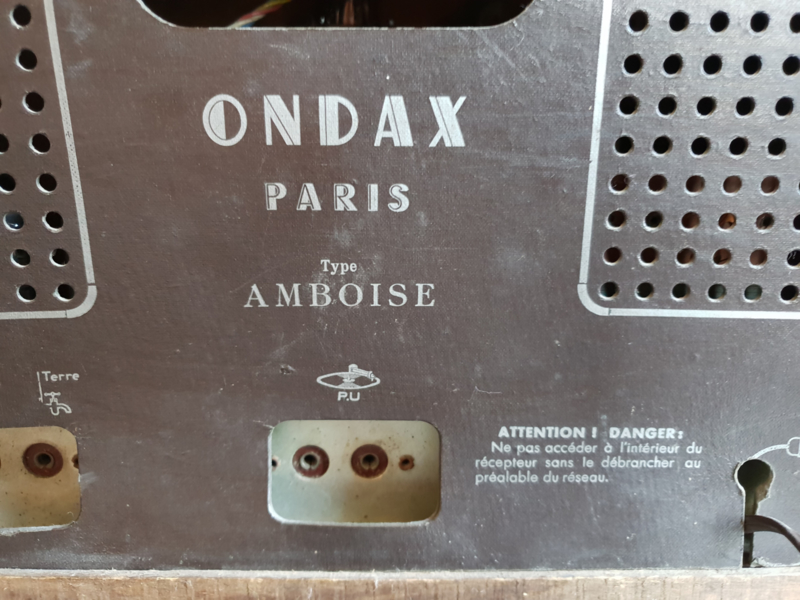 ONDAX
PARIS
Type
AMBOISE
Terre
P.U
ATTENTION ! DANGER:
Ne pas accéder à l'intérieur du
récepteur sans le débrancher au
préalable du réseau.